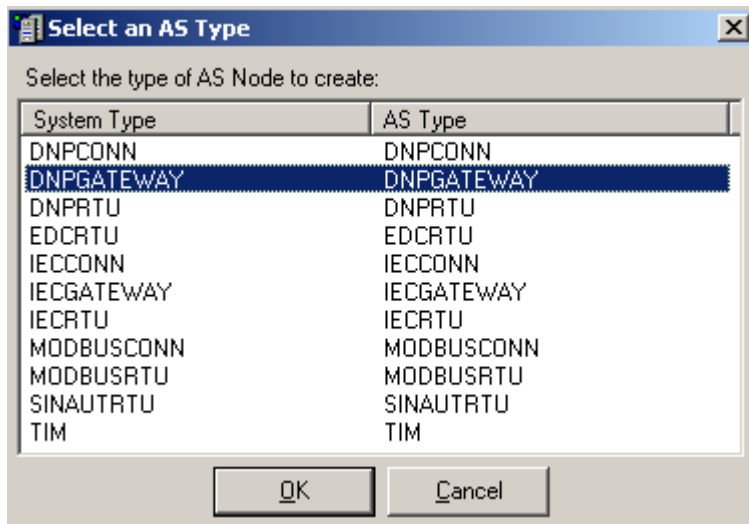 Select an AS Type
Select the type of AS Node to create:
System Type AS Type
DNPCONN DNPCONN
DNPGATEWAY DNPGATEWAY
DNPRTU DNPRTU
EDCRTU EDCRTU
IECCONN IECCONN
IECGATEWAY IECGATEWAY
IECRTU IECRTU
MODBUSCONN MODBUSCONN
MODBUSRTU MODBUSRTU
SINAUTRTU SINAUTRTU
TIM TIM
OK Cancel